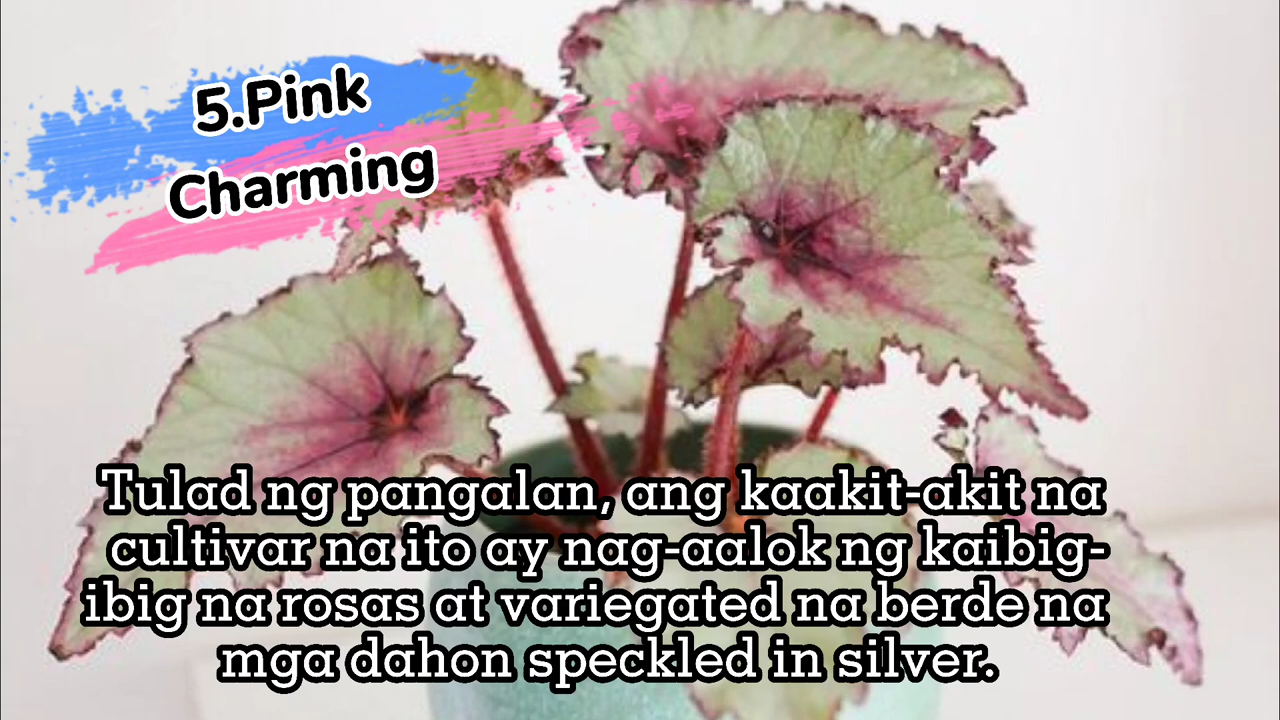 5.Pink
Charming
Tulad ng pangalan, ang kaakit-akit na
cultivar na ito ay nag-aalok ng kaibig-
ibig na rosas at variegated na berde na
mga dahon speckled in silver.